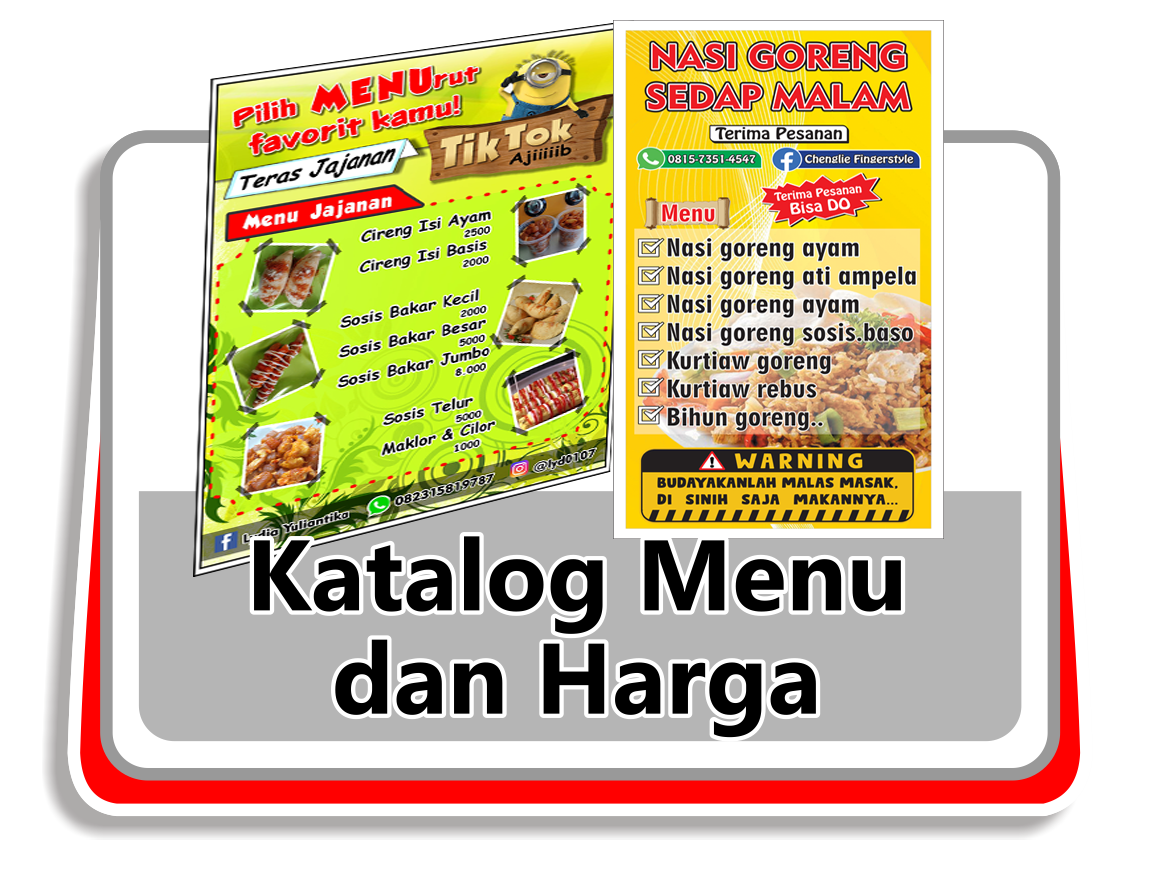 Pilih MENUrut
favorit kamu!
Teras Jajanan
TikTok
Ajiiiiib
Menu Jajanan
Cireng Isi Ayam
2500
Cireng Isi Basis
2000
Sosis Bakar Kecil
2000
Sosis Bakar Besar
5000
Sosis Bakar Jumbo
8.000
Sosis Telur
5000
Maklor & Cilor
1000
Lydia Yuliantika
082315819787
@lyd0107
NASI GORENG
SEDAP MALAM
Terima Pesanan
0815-7351-4547
Chenglie Fingerstyle
Terima Pesanan
Bisa DO
Menu
Nasi goreng ayam
Nasi goreng ati ampela
Nasi goreng ayam
Nasi goreng sosis.baso
Kurtiaw goreng
Kurtiaw rebus
Bihun goreng..
WARNING
BUDAYAKANLAH MALAS MASAK,
DI SINIH SAJA MAKANNYA...
Katalog Menu
dan Harga